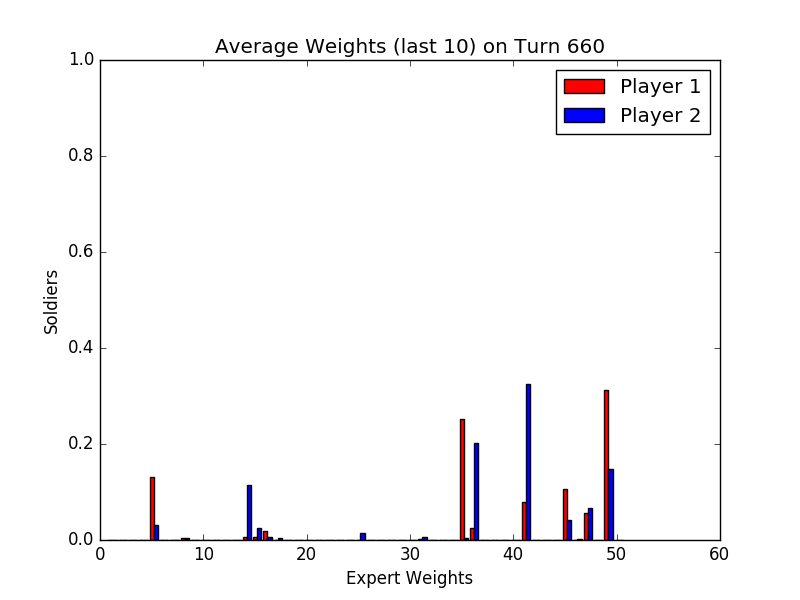 Average Weights (last 10) on Turn 660
1.0
Player 1
Player 2
0.8
0.6
Soldiers
0.4
0.2
0.0
0 10 20 30 40 50 60
Expert Weights